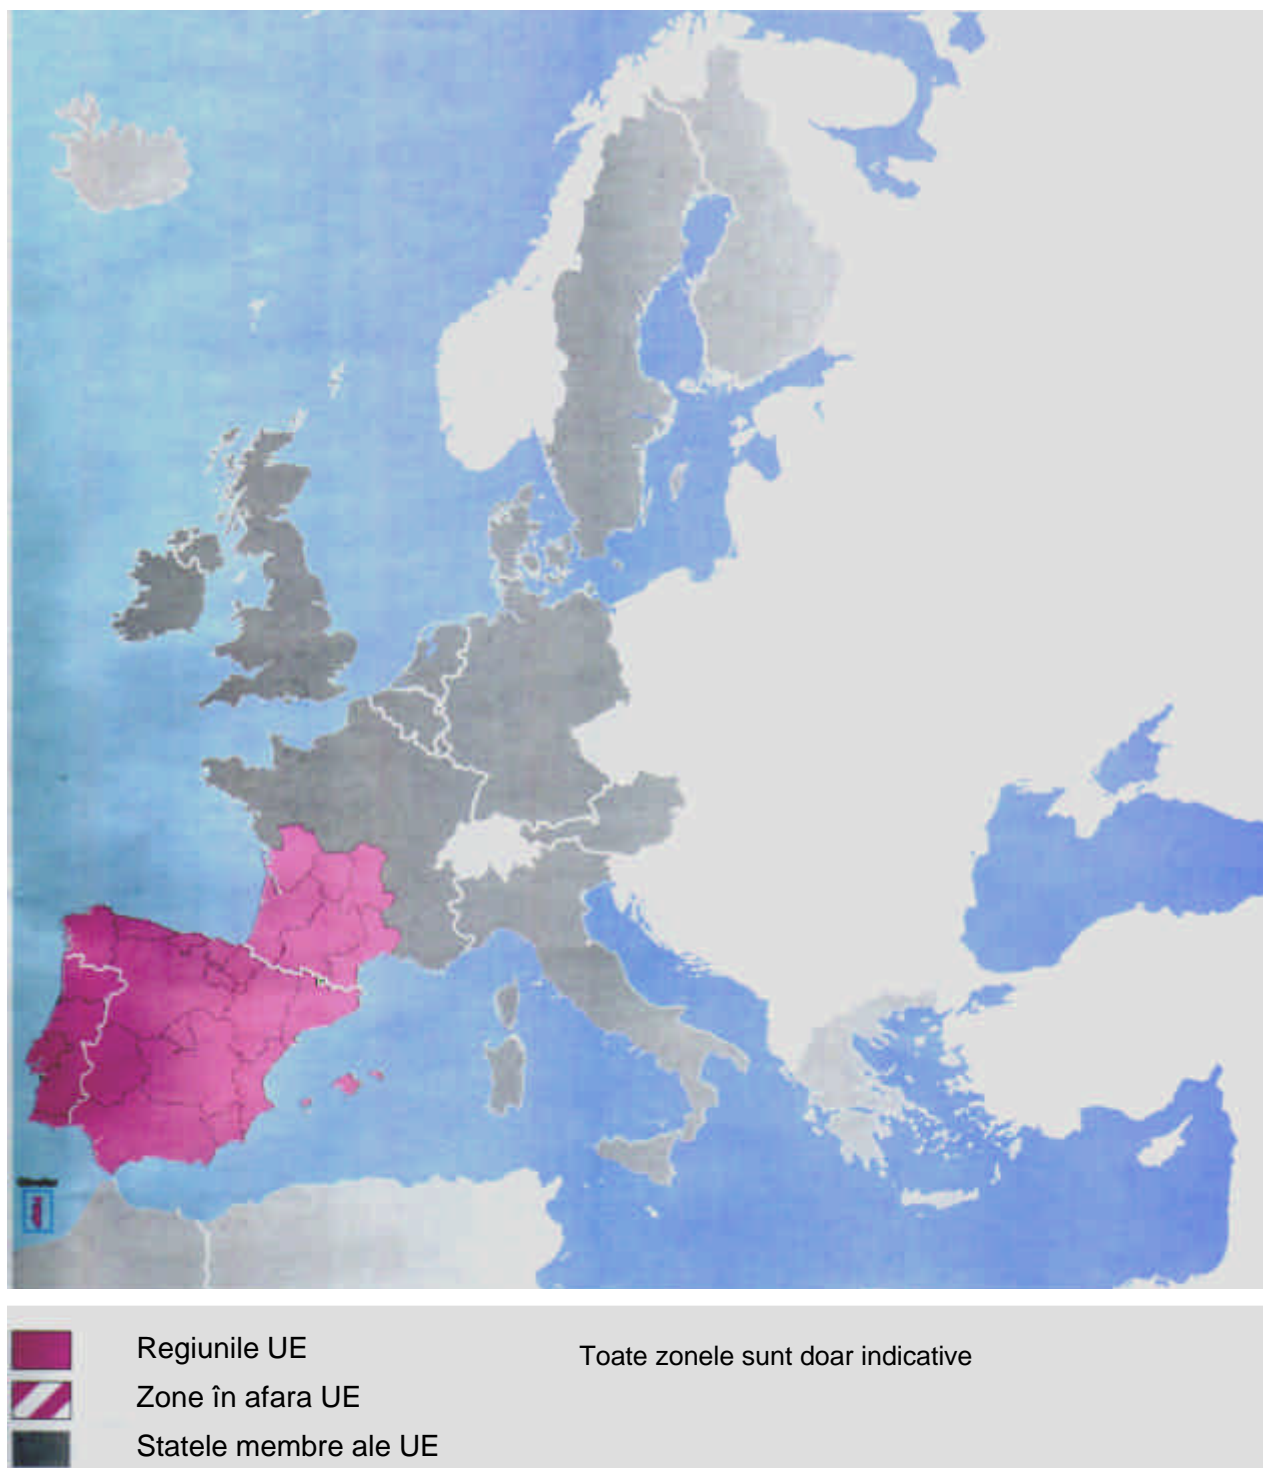 Regiunile UE
Toate zonele sunt doar indicative
Zone în afara UE
Statele membre ale UE